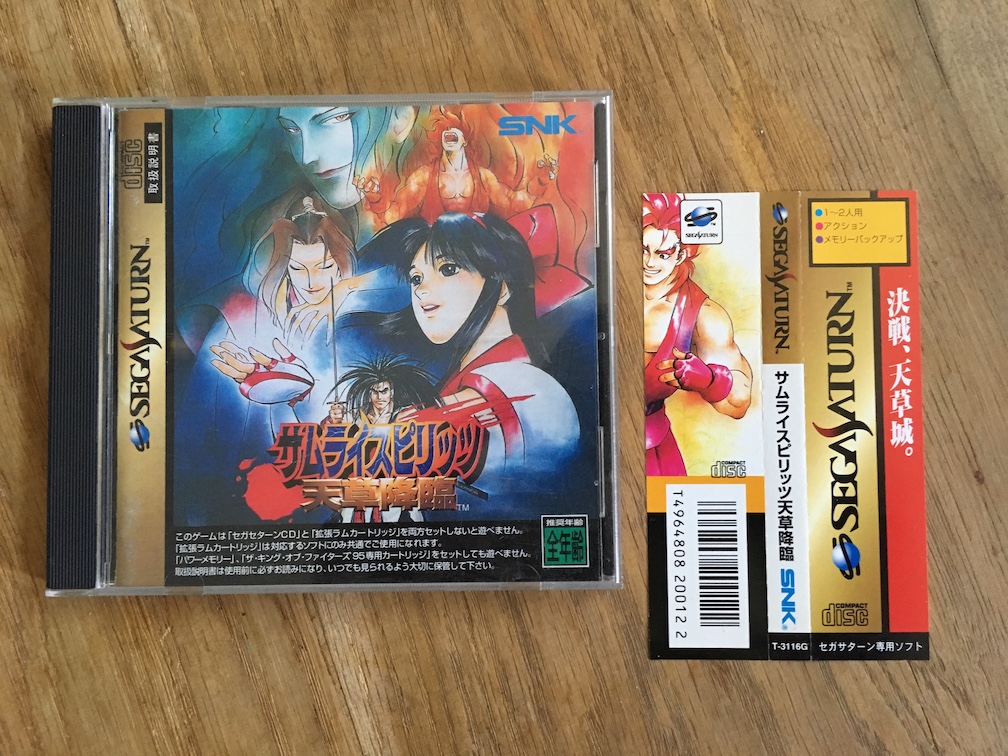 COMPACT
disc
取扱説明書
SEGA SATURN™
SNK
サムライスピリッツ
天草降臨™
このゲームは「セガサターンCD」と「拡張ラムカートリッジ」を両方セットしないと遊べません。
「拡張ラムカートリッジ」は対応するソフトにのみ共通でご使用になれます。
「パワーメモリー」、「ザ・キング・オブ・ファイターズ95専用カートリッジ」をセットしても遊べません。
取扱説明書は使用前に必ずお読みになり、いつでも見られるよう大切に保管して下さい。
推奨年齢
全年齢
SEGA SATURN
COMPACT
disc
T4964808 20012 2
SEGA SATURN™
サムライスピリッツ天草降臨
SNK®
T-3116G
●1〜2人用
●アクション
●メモリーバックアップ
SEGA SATURN™
COMPACT
disc
決戦、天草城。
セガサターン専用ソフト